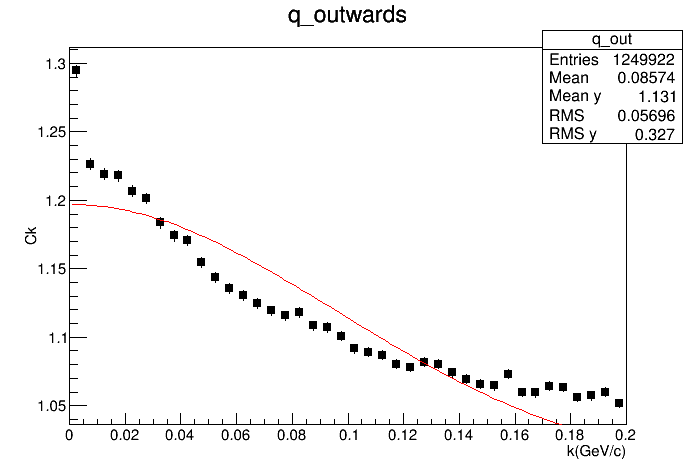 q_outwards
q_out
Entries 1249922
Mean 0.08574
Mean y 1.131
RMS 0.05696
RMS y 0.327
Ck
1.3
1.25
1.2
1.15
1.1
1.05
0 0.02 0.04 0.06 0.08 0.1 0.12 0.14 0.16 0.18 0.2
k(GeV/c)